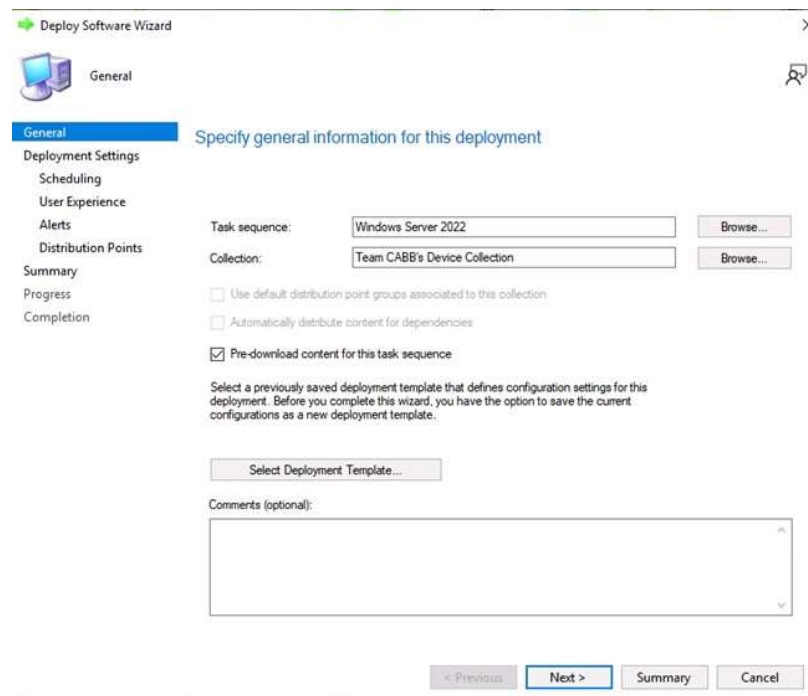 Deploy Software Wizard
General
General
Deployment Settings
Scheduling
User Experience
Alerts
Distribution Points
Summary
Progress
Completion
Specify general information for this deployment
Task sequence:
Windows Server 2022
Browse...
Collection:
Team CABB's Device Collection
Browse...
Use default distribution point groups associated to this collection
Automatically distribute content for dependencies
Pre-download content for this task sequence
Select a previously saved deployment template that defines configuration settings for this
deployment. Before you complete this wizard, you have the option to save the current
configurations as a new deployment template.
Select Deployment Template...
Comments (optional):
< Previous
Next >
Summary
Cancel